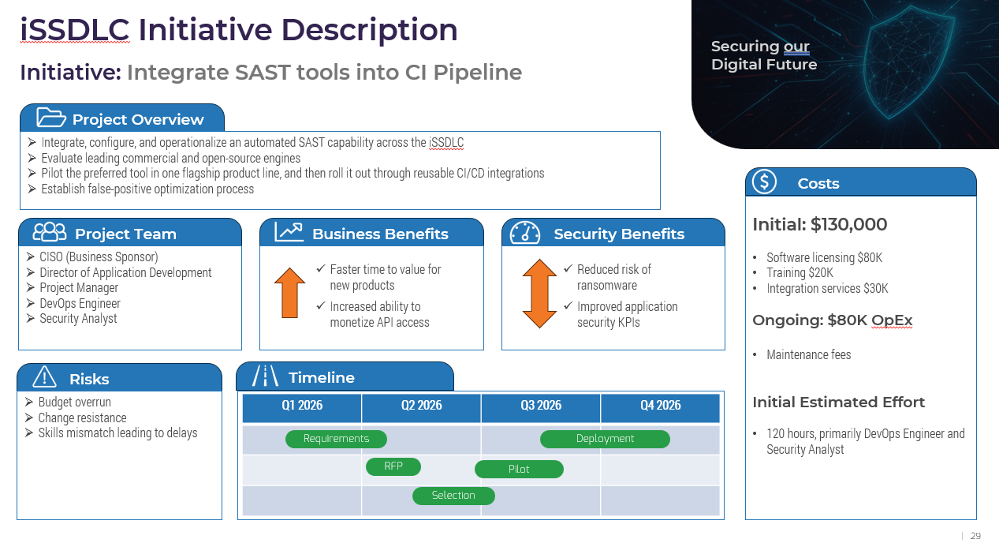 iSSDLC Initiative Description
Initiative: Integrate SAST tools into CI Pipeline
Securing our
Digital Future
Project Overview
Integrate, configure, and operationalize an automated SAST capability across the iSSDLC
Evaluate leading commercial and open-source engines
Pilot the preferred tool in one flagship product line, and then roll it out through reusable CI/CD integrations
Establish false-positive optimization process
Project Team
CISO (Business Sponsor)
Director of Application Development
Project Manager
DevOps Engineer
Security Analyst
Business Benefits
Faster time to value for
new products
Increased ability to
monetize API access
Security Benefits
Reduced risk of
ransomware
Improved application
security KPIs
Costs
Initial: $130,000
Software licensing $80K
Training $20K
Integration services $30K
Ongoing: $80K OpEx
Maintenance fees
Initial Estimated Effort
120 hours, primarily DevOps Engineer and
Security Analyst
Risks
Budget overrun
Change resistance
Skills mismatch leading to delays
Timeline
Q1 2026 Q2 2026 Q3 2026 Q4 2026
Requirements Deployment
RFP Pilot
Selection
| 29